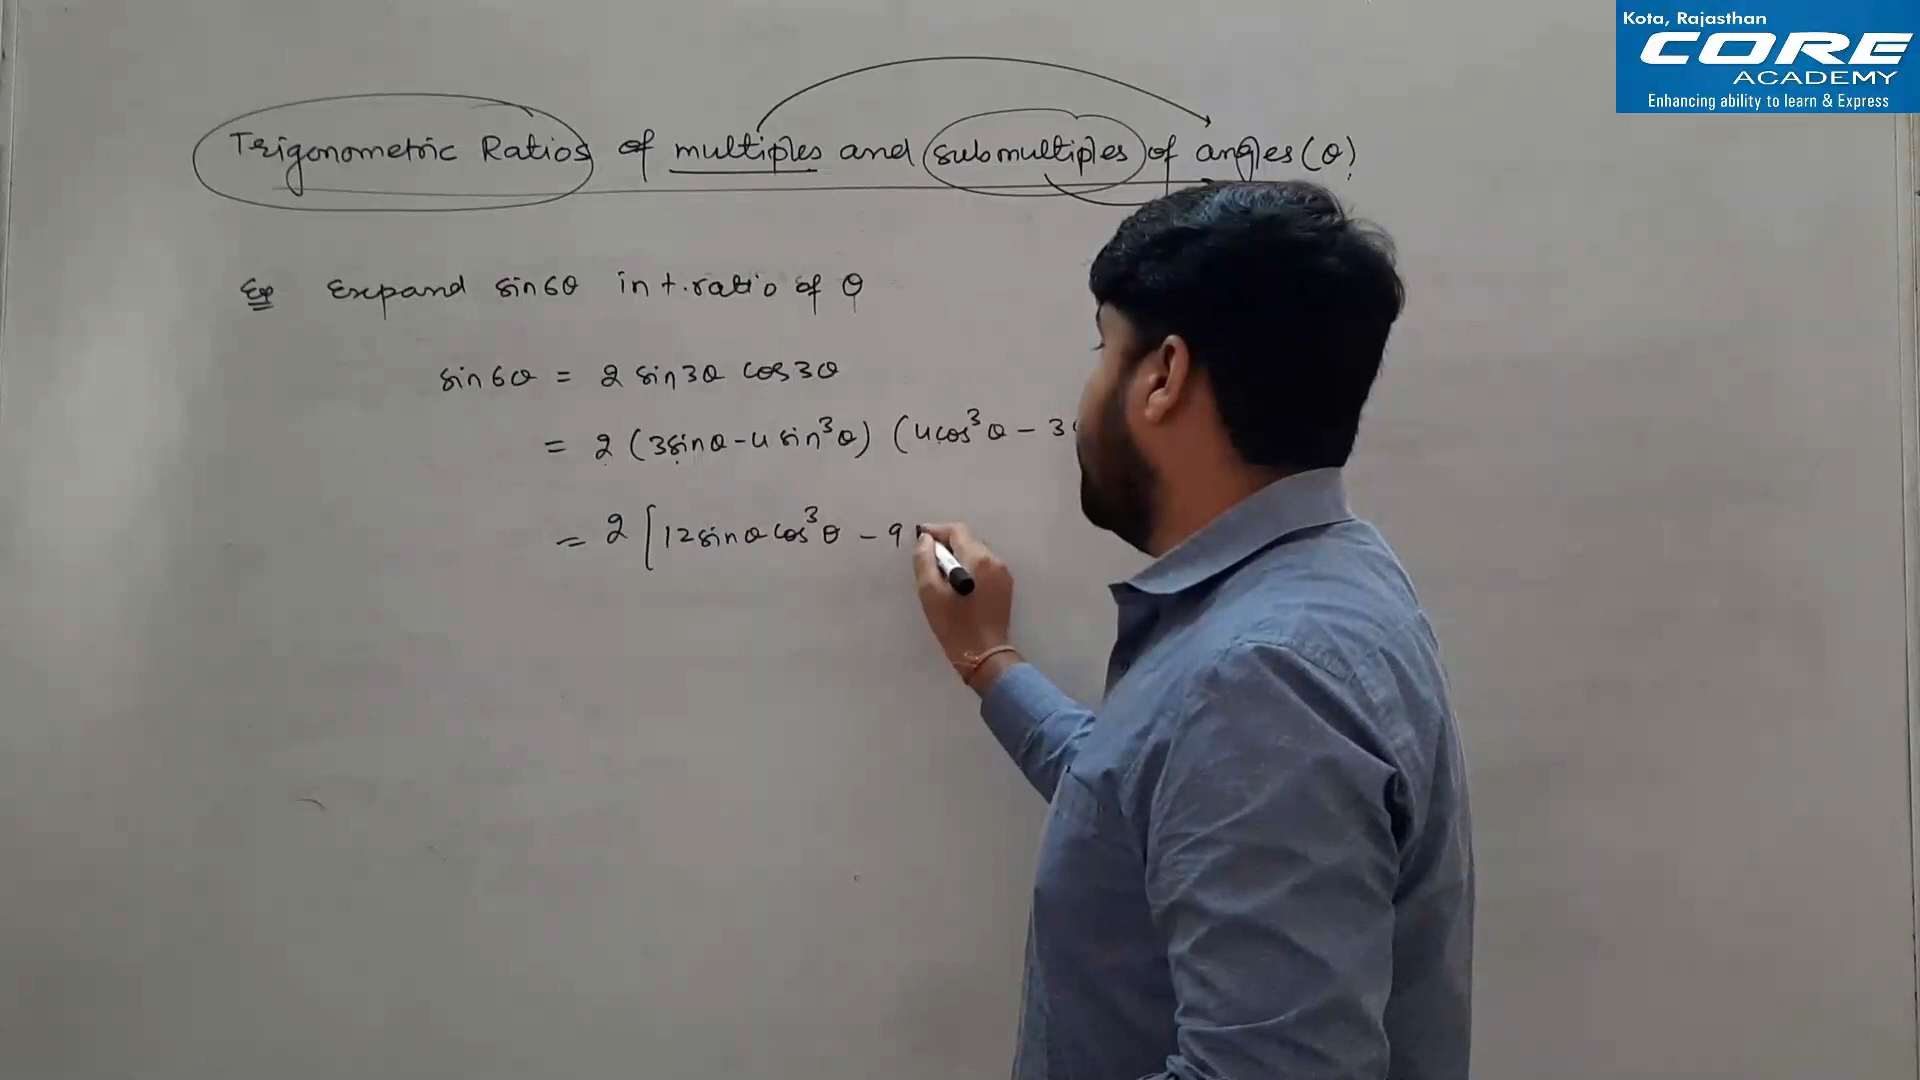 Kota, Rajasthan
CORE
ACADEMY
Enhancing ability to learn & Express
Trigonometric Ratios of multiples and submultiples of angles (θ)
Ex Expand sin6θ in t.ratio of θ
sin6θ = 2 sin3θ cos3θ
= 2 (3sinθ - 4 sin³θ) (4cos³θ - 3
= 2 [12sinθ cos³θ - 9